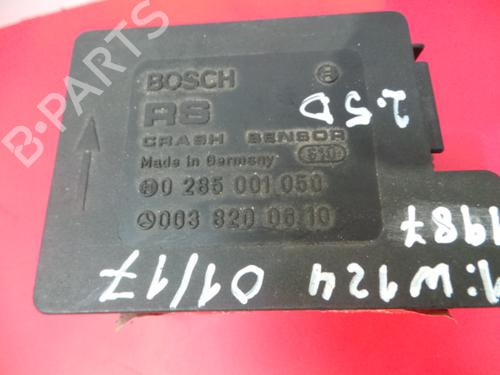 BOSCH
RS
CRASH SENSOR
Made in Germany
0 285 001 050
003 820 06 10
2.5D
1987
M:W124 01/17
B-PARTS